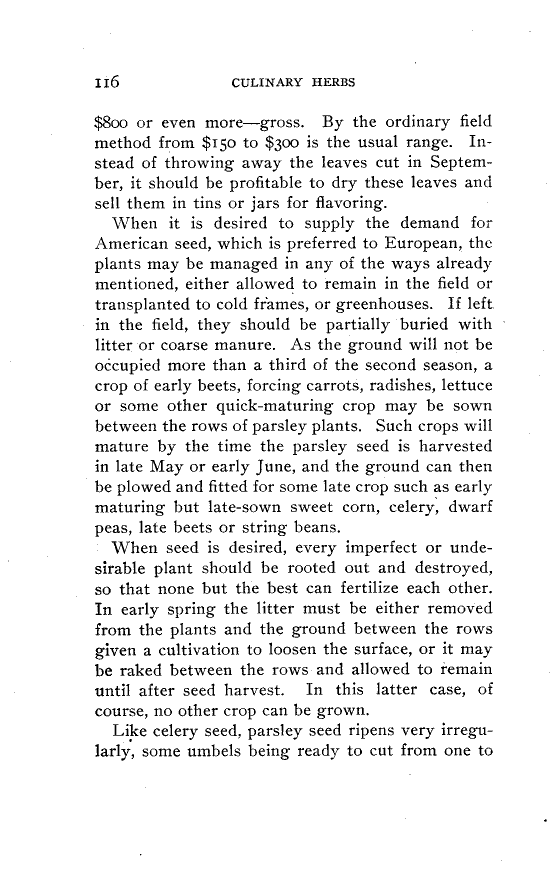 116 CULINARY HERBS
$800 or even more—gross. By the ordinary field
method from $150 to $300 is the usual range. In-
stead of throwing away the leaves cut in Septem-
ber, it should be profitable to dry these leaves and
sell them in tins or jars for flavoring.
When it is desired to supply the demand for
American seed, which is preferred to European, the
plants may be managed in any of the ways already
mentioned, either allowed to remain in the field or
transplanted to cold frames, or greenhouses. If left
in the field, they should be partially buried with
litter or coarse manure. As the ground will not be
occupied more than a third of the second season, a
crop of early beets, forcing carrots, radishes, lettuce
or some other quick-maturing crop may be sown
between the rows of parsley plants. Such crops will
mature by the time the parsley seed is harvested
in late May or early June, and the ground can then
be plowed and fitted for some late crop such as early
maturing but late-sown sweet corn, celery, dwarf
peas, late beets or string beans.
When seed is desired, every imperfect or unde-
sirable plant should be rooted out and destroyed,
so that none but the best can fertilize each other.
In early spring the litter must be either removed
from the plants and the ground between the rows
given a cultivation to loosen the surface, or it may
be raked between the rows and allowed to remain
until after seed harvest. In this latter case, of
course, no other crop can be grown.
Like celery seed, parsley seed ripens very irregu-
larly, some umbels being ready to cut from one to